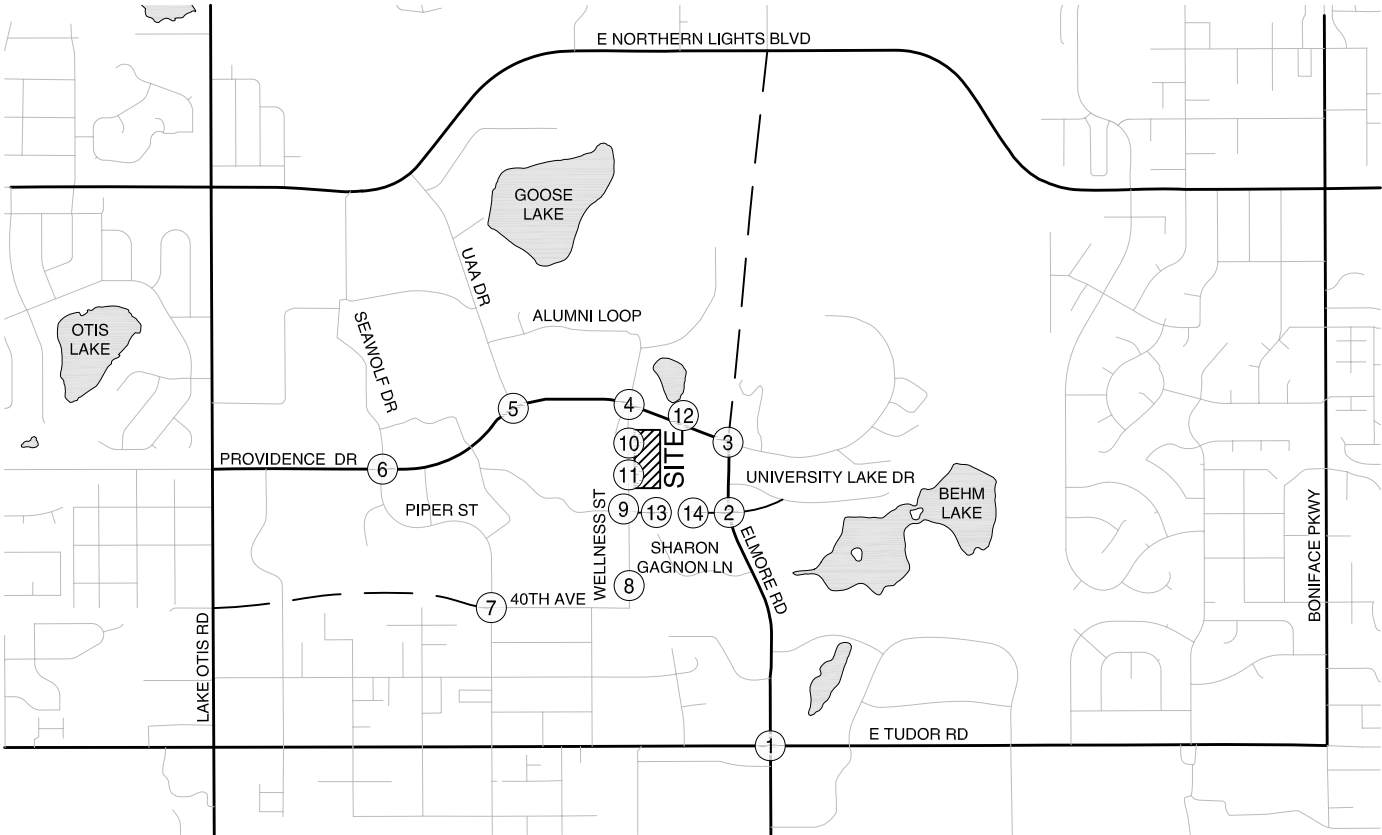 E NORTHERN LIGHTS BLVD
GOOSE
LAKE
UAA DR
ALUMNI LOOP
OTIS
LAKE
SEAWOLF DR
4
5
12
3
10
SITE
PROVIDENCE DR
6
11
UNIVERSITY LAKE DR
BEHM
LAKE
PIPER ST
WELLNESS ST
9
13
14
2
SHARON
GAGNON LN
ELMORE RD
BONIFACE PKWY
8
7
40TH AVE
LAKE OTIS RD
E TUDOR RD
1